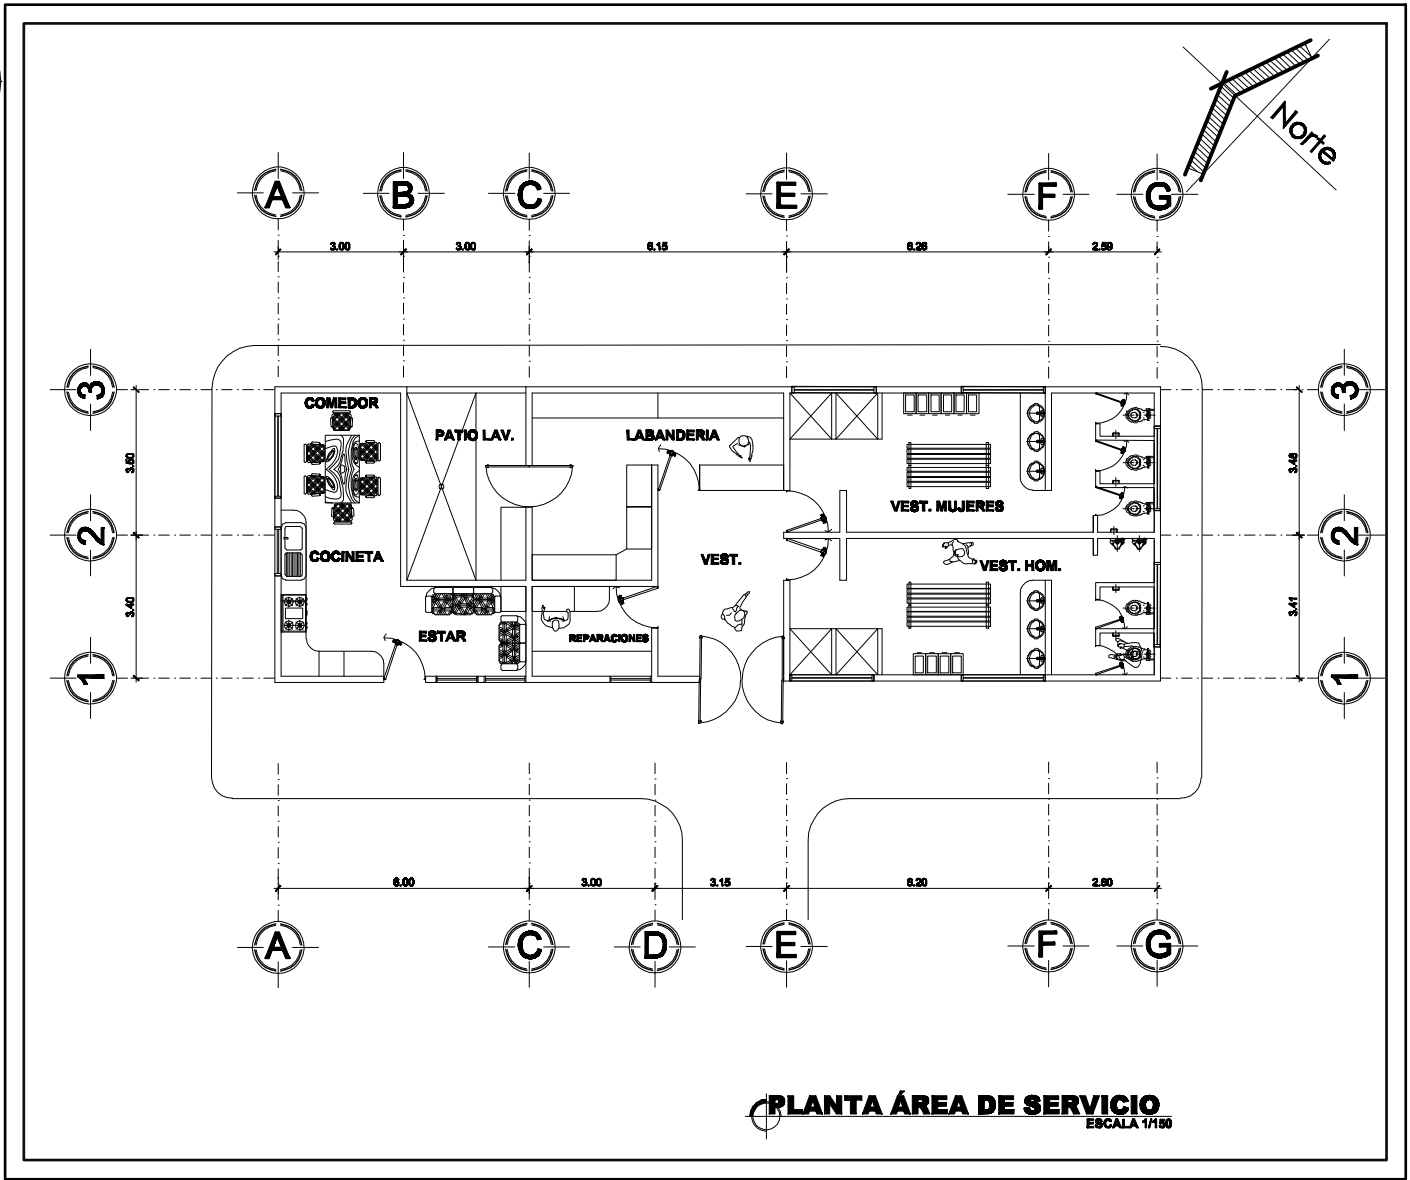 Norte
A B C E F G
3.00 3.00 6.15 6.26 2.59
3 3
COMEDOR
PATIO LAV. LABANDERIA
3.50 3.48
VEST. MUJERES
2 2
COCINETA VEST. VEST. HOM.
3.40 3.41
ESTAR REPARACIONES
1 1
6.00 3.00 3.15 6.20 2.60
A C D E F G
PLANTA ÁREA DE SERVICIO
ESCALA 1/150